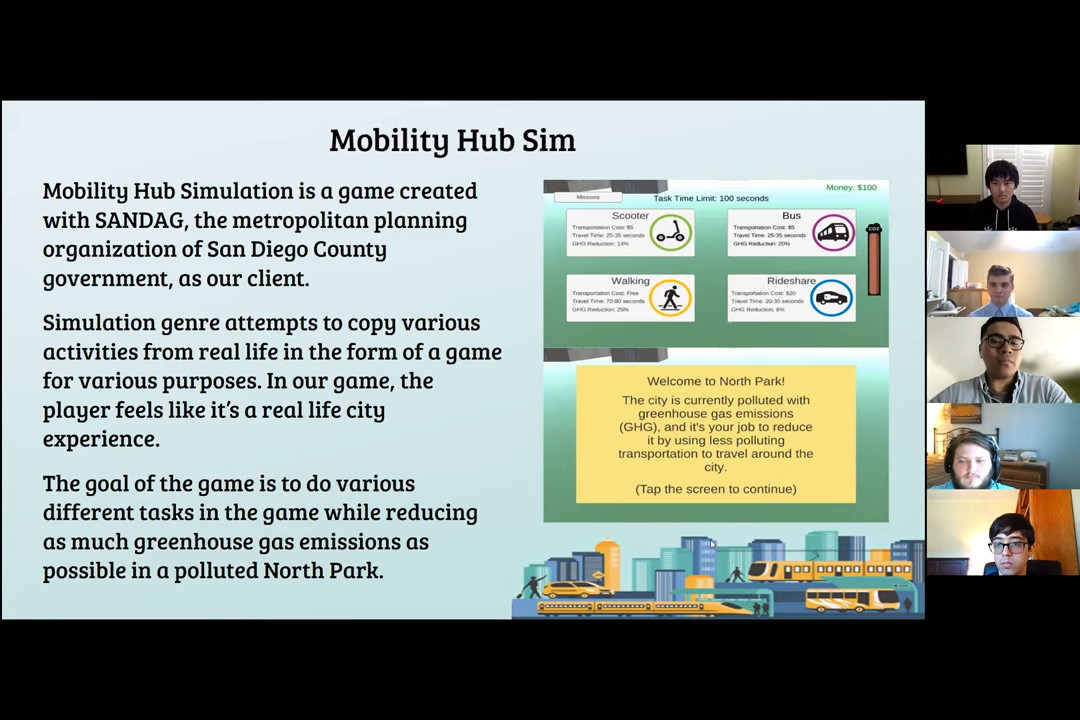 Mobility Hub Sim
Mobility Hub Simulation is a game created
with SANDAG, the metropolitan planning
organization of San Diego County
government, as our client.
Simulation genre attempts to copy various
activities from real life in the form of a game
for various purposes. In our game, the
player feels like it's a real life city
experience.
The goal of the game is to do various
different tasks in the game while reducing
as much greenhouse gas emissions as
possible in a polluted North Park.
Money: $100
Missions
Task Time Limit: 100 seconds
Scooter
Transportation Cost: $5
Travel Time: 25-35 seconds
GHG Reduction: 14%
Bus
Transportation Cost: $5
Travel Time: 25-35 seconds
GHG Reduction: 20%
CO2
Walking
Transportation Cost: Free
Travel Time: 70-80 seconds
GHG Reduction: 29%
Rideshare
Transportation Cost: $20
Travel Time: 20-30 seconds
GHG Reduction: 8%
Welcome to North Park!
The city is currently polluted with
greenhouse gas emissions
(GHG), and it's your job to reduce
it by using less polluting
transportation to travel around the
city.
(Tap the screen to continue)